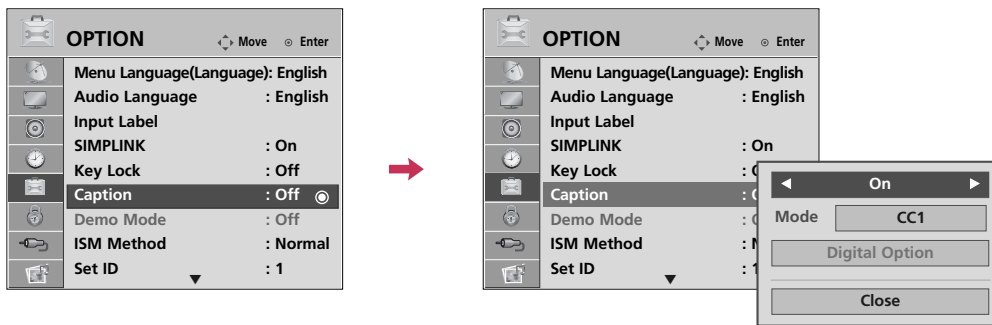 OPTION Move Enter
Menu Language(Language): English
Audio Language : English
Input Label
SIMPLINK : On
Key Lock : Off
Caption : Off
Demo Mode : Off
ISM Method : Normal
Set ID : 1
OPTION Move Enter
Menu Language(Language): English
Audio Language : English
Input Label
SIMPLINK : On
Key Lock :
Caption :
Demo Mode :
ISM Method :
Set ID : 1
On
Mode CC1
Digital Option
Close